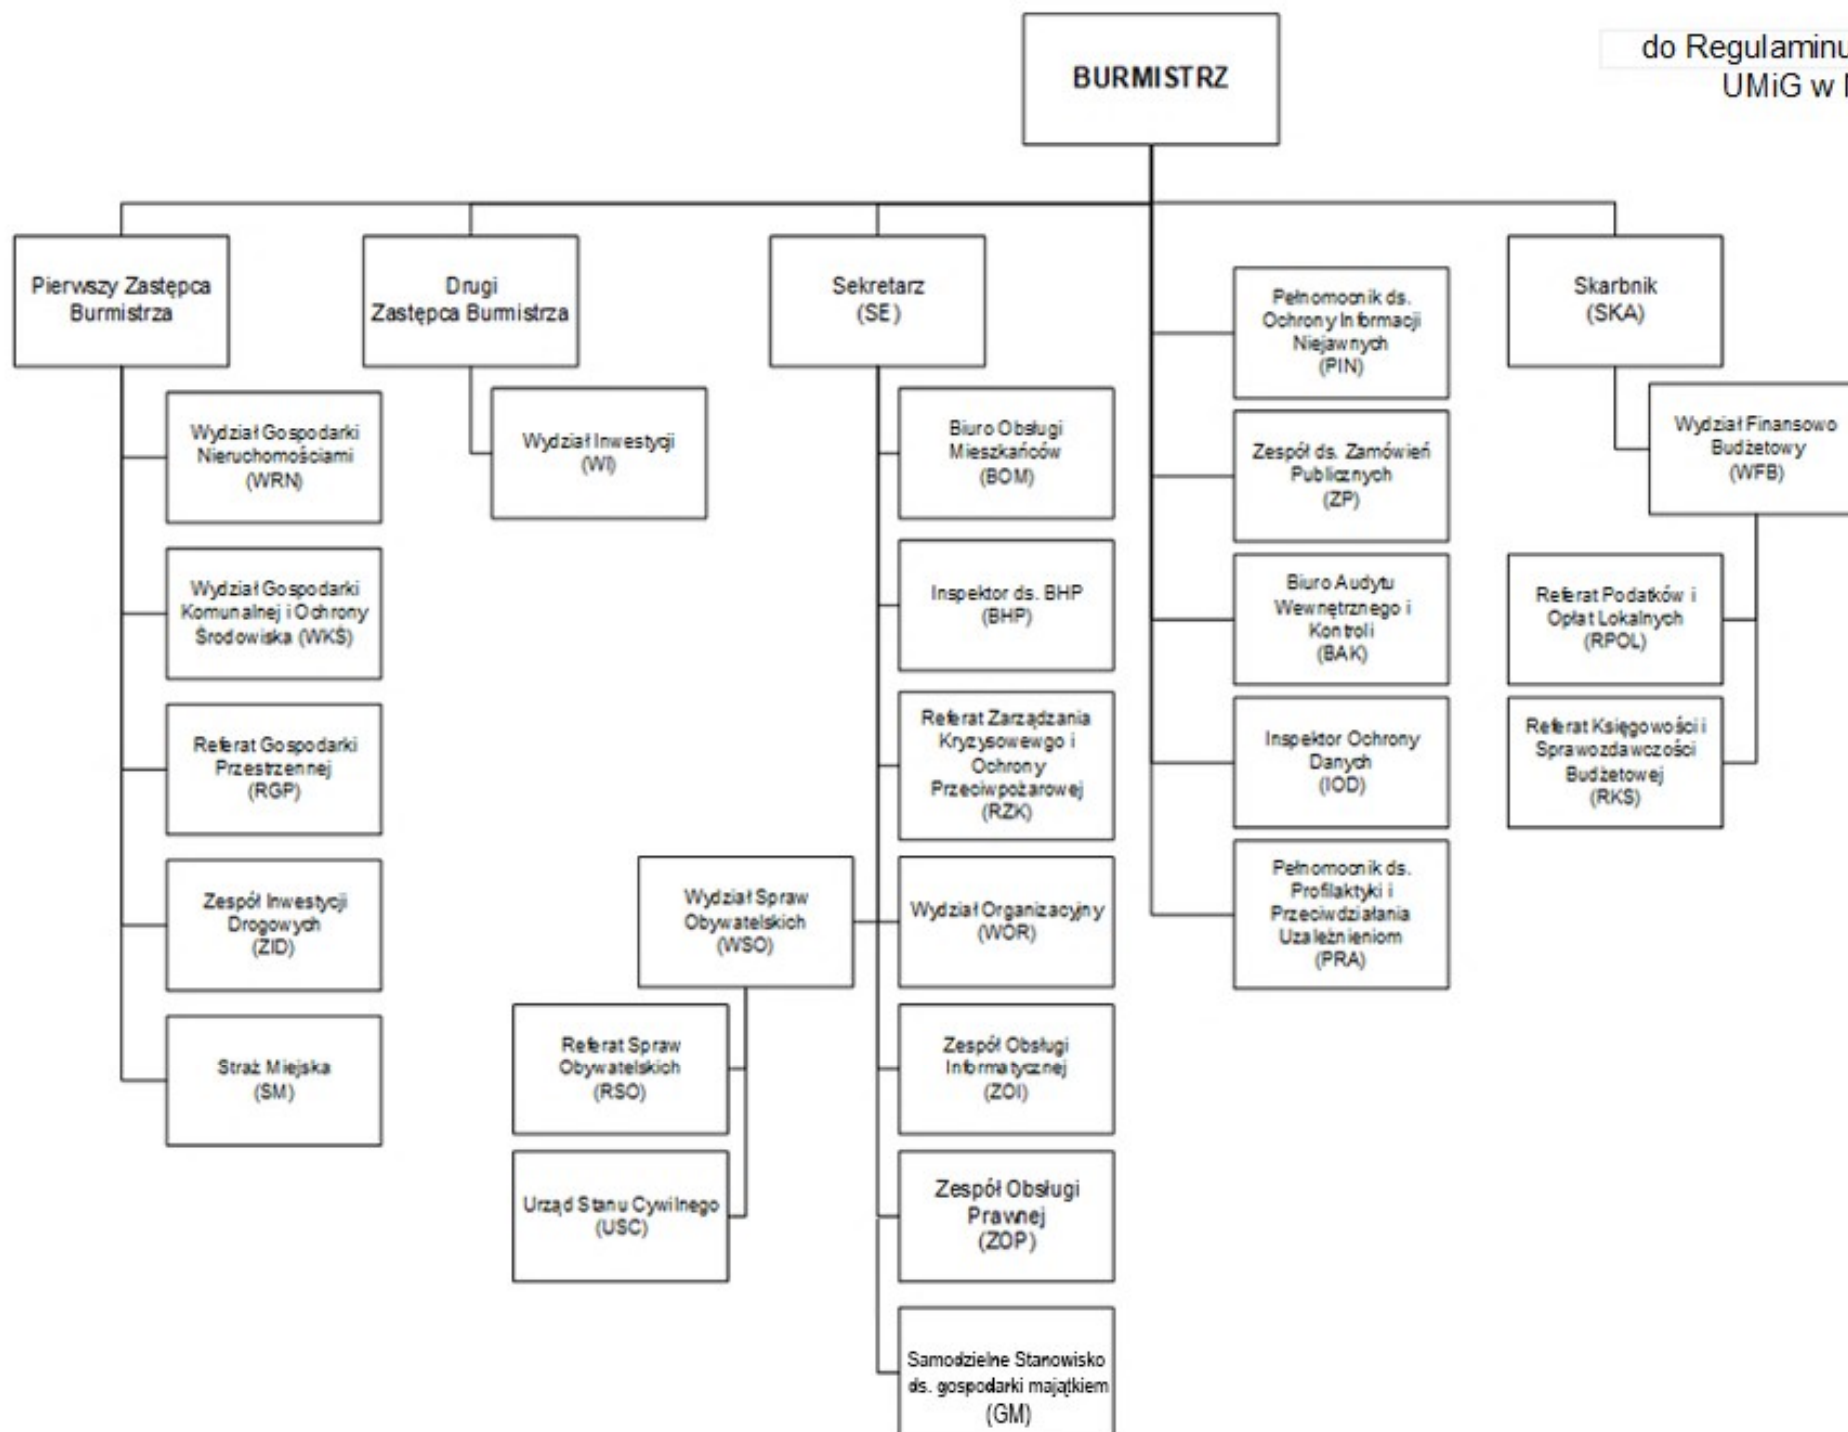 do Regulaminu
UMiG w
BURMISTRZ
Pierwszy Zastępca
Burmistrza
Drugi
Zastępca Burmistrza
Sekretarz
(SE)
Skarbnik
(SKA)
Wydział Gospodarki
Nieruchomościami
(WRN)
Wydział Gospodarki
Komunalnej i Ochrony
Środowiska (WKŚ)
Referat Gospodarki
Przestrzennej
(RGP)
Zespół Inwestycji
Drogowych
(ZID)
Straż Miejska
(SM)
Wydział Inwestycji
(WI)
Biuro Obsługi
Mieszkańców
(BOM)
Inspektor ds. BHP
(BHP)
Referat Zarządzania
Kryzysowewgo i
Ochrony
Przeciwpożarowej
(RZK)
Wydział Spraw
Obywatelskich
(WSO)
Referat Spraw
Obywatelskich
(RSO)
Urząd Stanu Cywilnego
(USC)
Wydział Organizacyjny
(WOR)
Zespół Obsługi
Informatycznej
(ZOI)
Zespół Obsługi
Prawnej
(ZOP)
Samodzielne Stanowisko
ds. gospodarki majątkiem
(GM)
Pełnomocnik ds.
Ochrony Informacji
Niejawnych
(PIN)
Zespół ds. Zamówień
Publicznych
(ZP)
Biuro Audytu
Wewnętrznego i
Kontroli
(BAK)
Inspektor Ochrony
Danych
(IOD)
Pełnomocnik ds.
Profilaktyki i
Przeciwdziałania
Uzależnieniom
(PRA)
Wydział Finansowo
Budżetowy
(WFB)
Referat Podatków i
Opłat Lokalnych
(RPOL)
Referat Księgowości i
Sprawozdawczości
Budżetowej
(RKS)